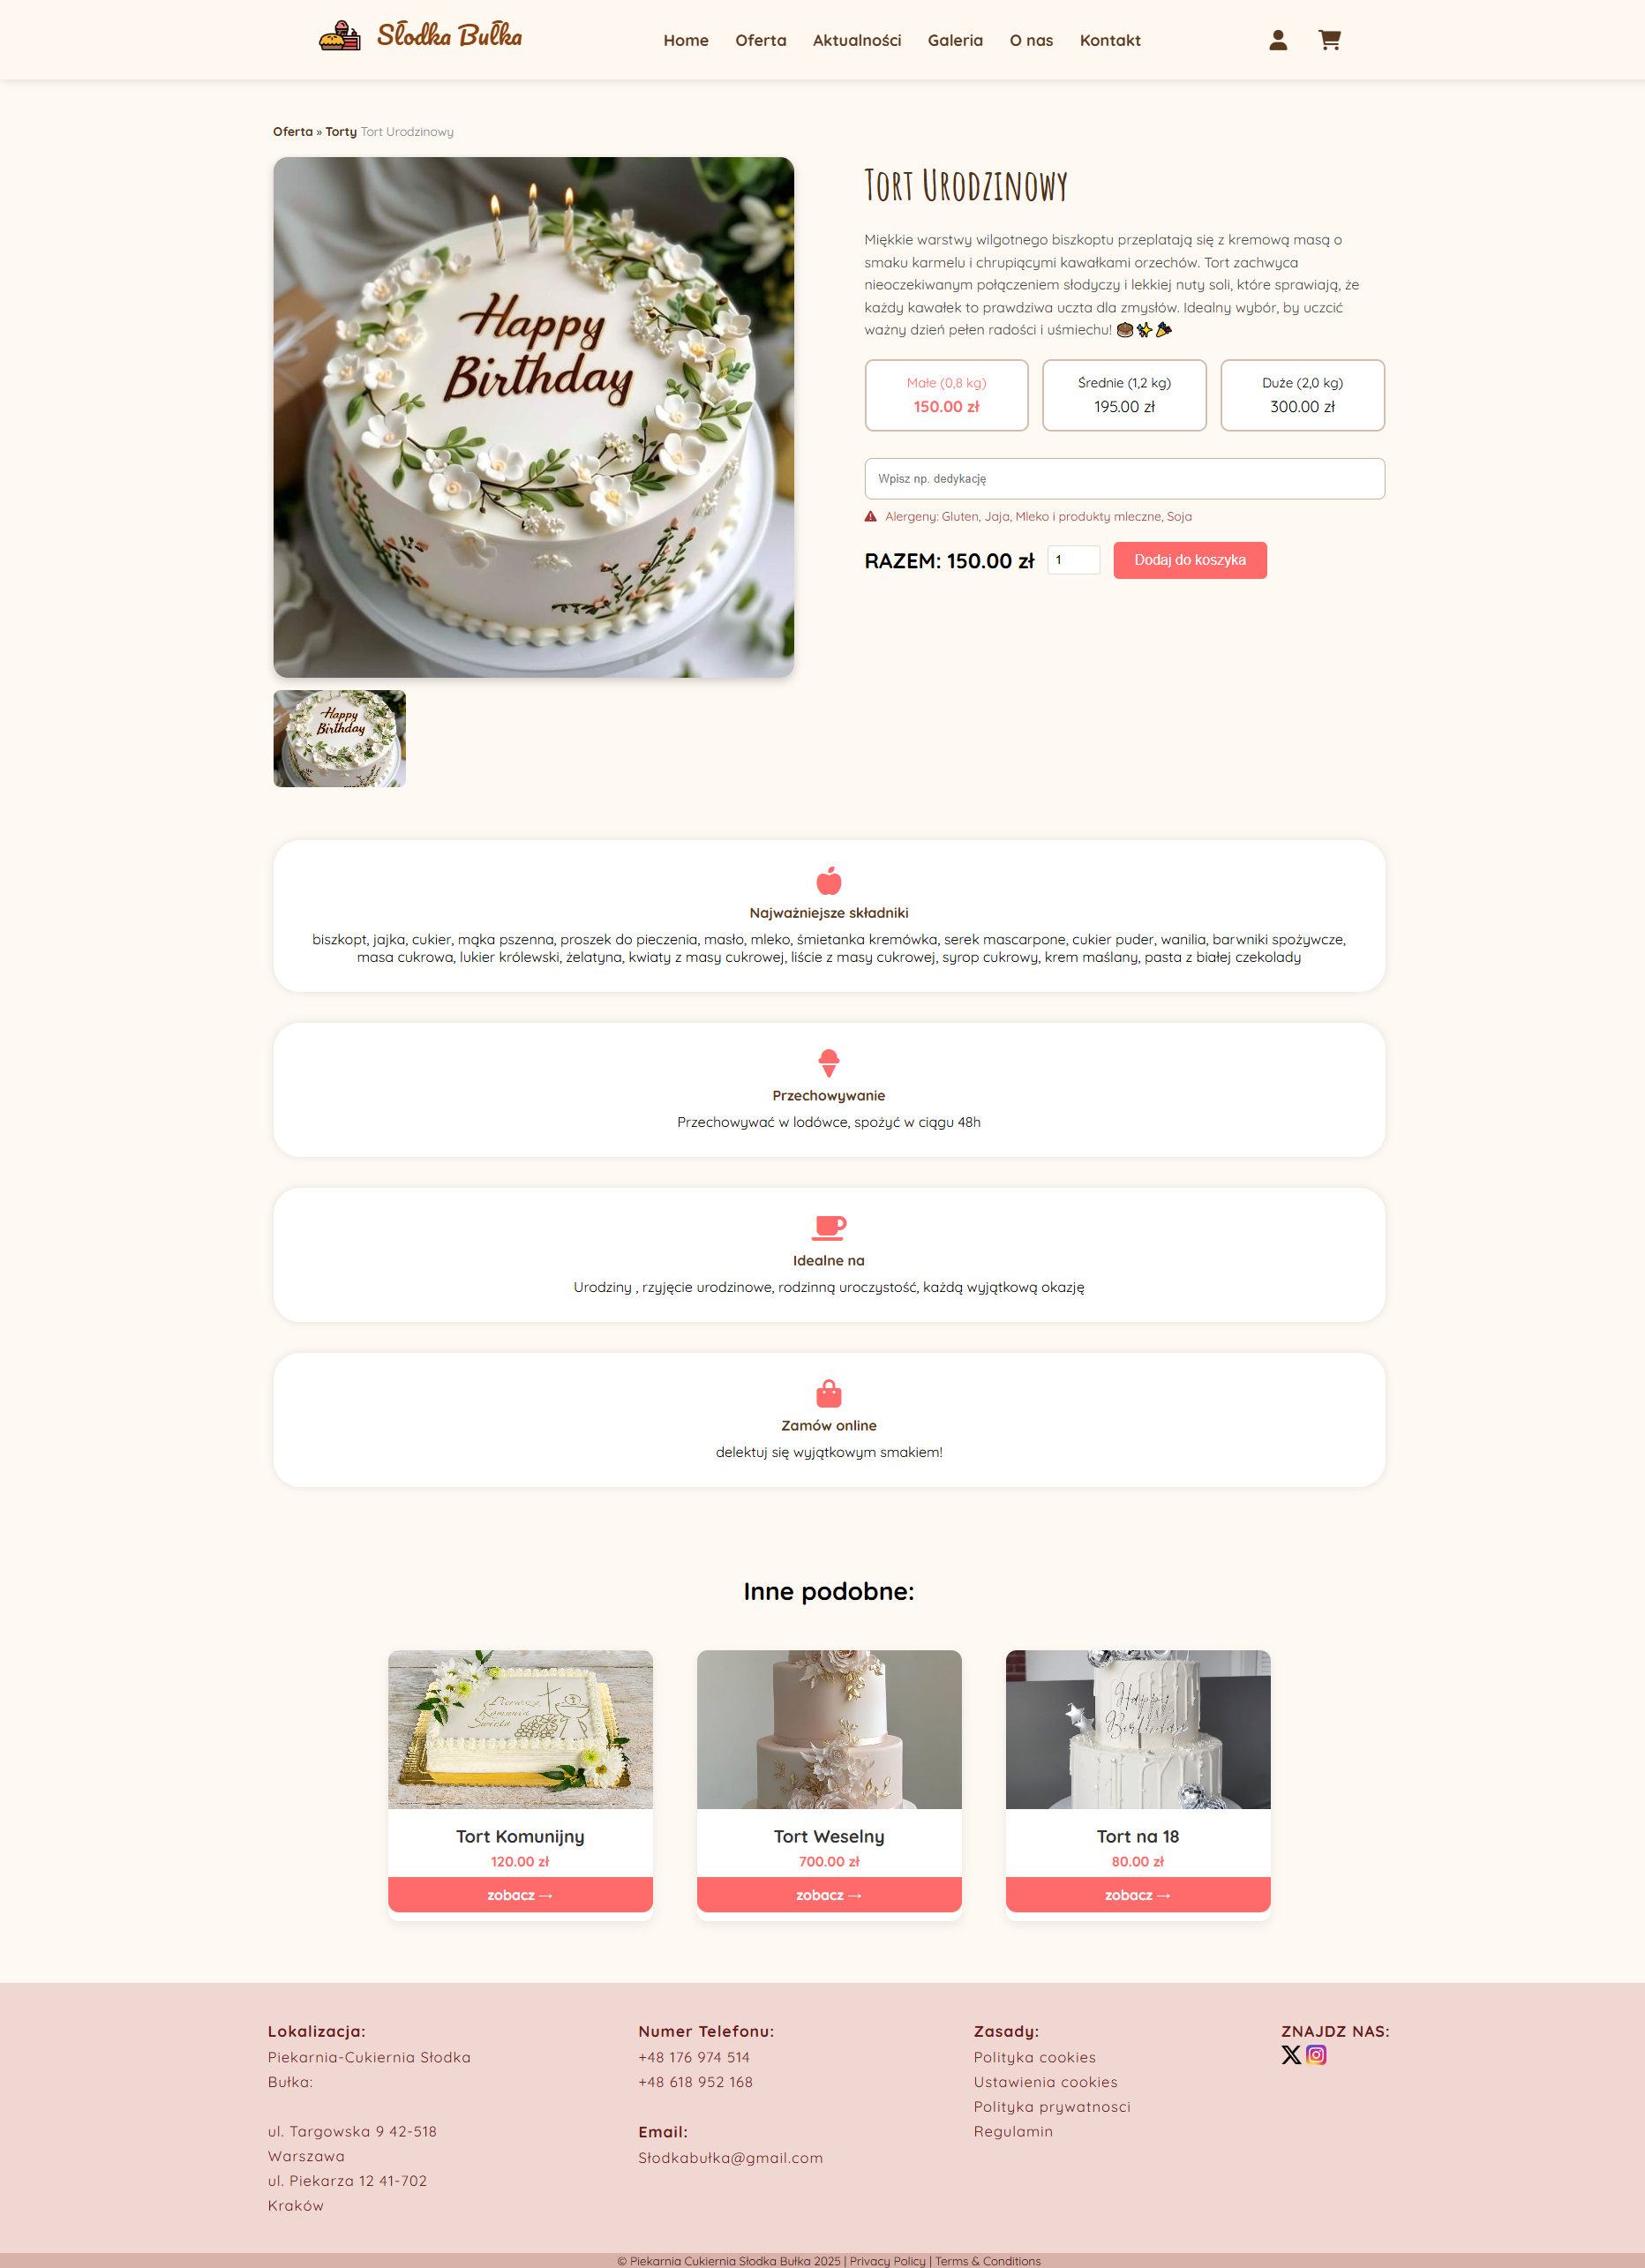 Słodka Bułka
Home Oferta Aktualności Galeria O nas Kontakt
Oferta » Torty Tort Urodzinowy
Happy
Birthday
Tort Urodzinowy
Miękkie warstwy wilgotnego biszkoptu przeplatają się z kremową masą o
smaku karmelu i chrupiącymi kawałkami orzechów. Tort zachwyca
nieoczekiwanym połączeniem słodyczy i lekkiej nuty soli, które sprawiają, że
każdy kawałek to prawdziwa uczta dla zmysłów. Idealny wybór, by uczcić
ważny dzień pełen radości i uśmiechu! 🎂✨🎉
Małe (0,8 kg)
150.00 zł
Średnie (1,2 kg)
195.00 zł
Duże (2,0 kg)
300.00 zł
Wpisz np. dedykację
Alergeny: Gluten, Jaja, Mleko i produkty mleczne, Soja
RAZEM: 150.00 zł 1 Dodaj do koszyka
Happy
Birthday
Najważniejsze składniki
biszkopt, jajka, cukier, mąka pszenna, proszek do pieczenia, masło, mleko, śmietanka kremówka, serek mascarpone, cukier puder, wanilia, barwniki spożywcze,
masa cukrowa, lukier królewski, żelatyna, kwiaty z masy cukrowej, liście z masy cukrowej, syrop cukrowy, krem maślany, pasta z białej czekolady
Przechowywanie
Przechowywać w lodówce, spożyć w ciągu 48h
Idealne na
Urodziny , rzyjęcie urodzinowe, rodzinną uroczystość, każdą wyjątkową okazję
Zamów online
delektuj się wyjątkowym smakiem!
Inne podobne:
Pierwsza
Komunia
Święta
Tort Komunijny
120.00 zł
zobacz →
Tort Weselny
700.00 zł
zobacz →
Happy
Birthday
Tort na 18
80.00 zł
zobacz →
Lokalizacja:
Piekarnia-Cukiernia Słodka
Bułka:
ul. Targowska 9 42-518
Warszawa
ul. Piekarza 12 41-702
Kraków
Numer Telefonu:
+48 176 974 514
+48 618 952 168
Email:
Słodkabułka@gmail.com
Zasady:
Polityka cookies
Ustawienia cookies
Polityka prywatnosci
Regulamin
ZNAJDZ NAS:
© Piekarnia Cukiernia Słodka Bułka 2025 | Privacy Policy | Terms & Conditions